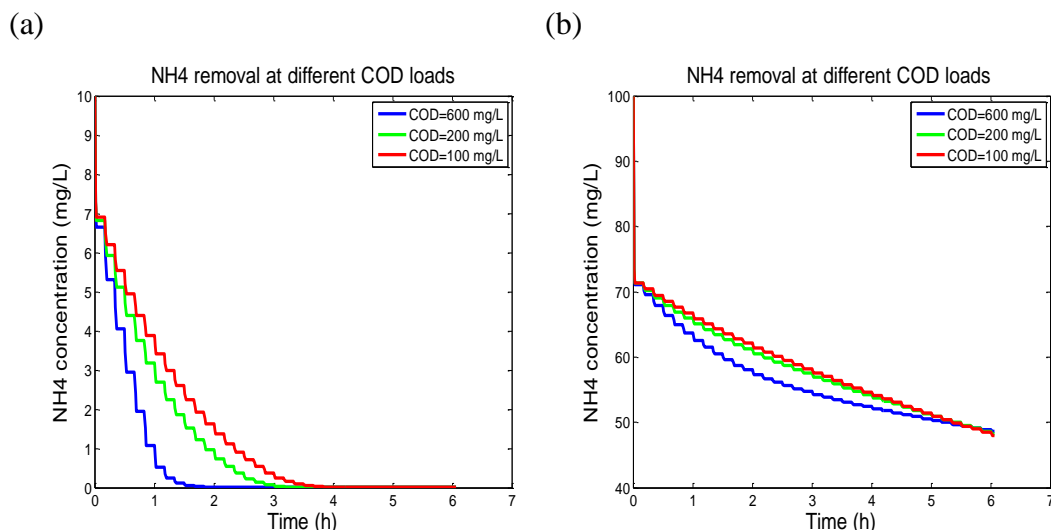 (a)
NH4 removal at different COD loads
NH4 concentration (mg/L)
10
9
8
7
6
5
4
3
2
1
0
COD=600 mg/L
COD=200 mg/L
COD=100 mg/L
0 1 2 3 4 5 6 7
Time (h)
(b)
NH4 removal at different COD loads
NH4 concentration (mg/L)
100
90
80
70
60
50
40
COD=600 mg/L
COD=200 mg/L
COD=100 mg/L
0 1 2 3 4 5 6 7
Time (h)